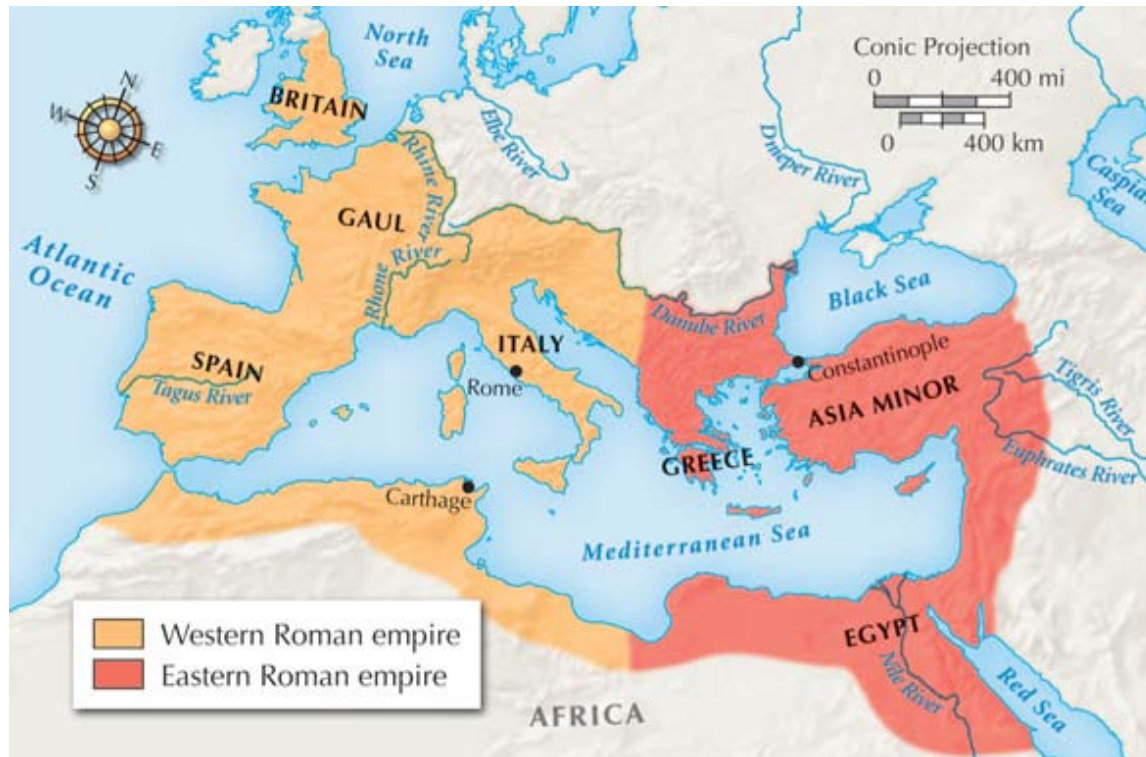 North
Sea
Conic Projection
0 400 mi
0 400 km
N
W
E
S
BRITAIN
Elbe River
Dnieper River
Caspian
Sea
Rhine River
GAUL
Rhone River
Atlantic
Ocean
Black Sea
Danube River
ITALY
Constantinople
SPAIN
Rome
Tagus River
ASIA MINOR
Tigris River
GREECE
Euphrates River
Carthage
Mediterranean Sea
Western Roman empire
Eastern Roman empire
EGYPT
Nile River
Red Sea
AFRICA